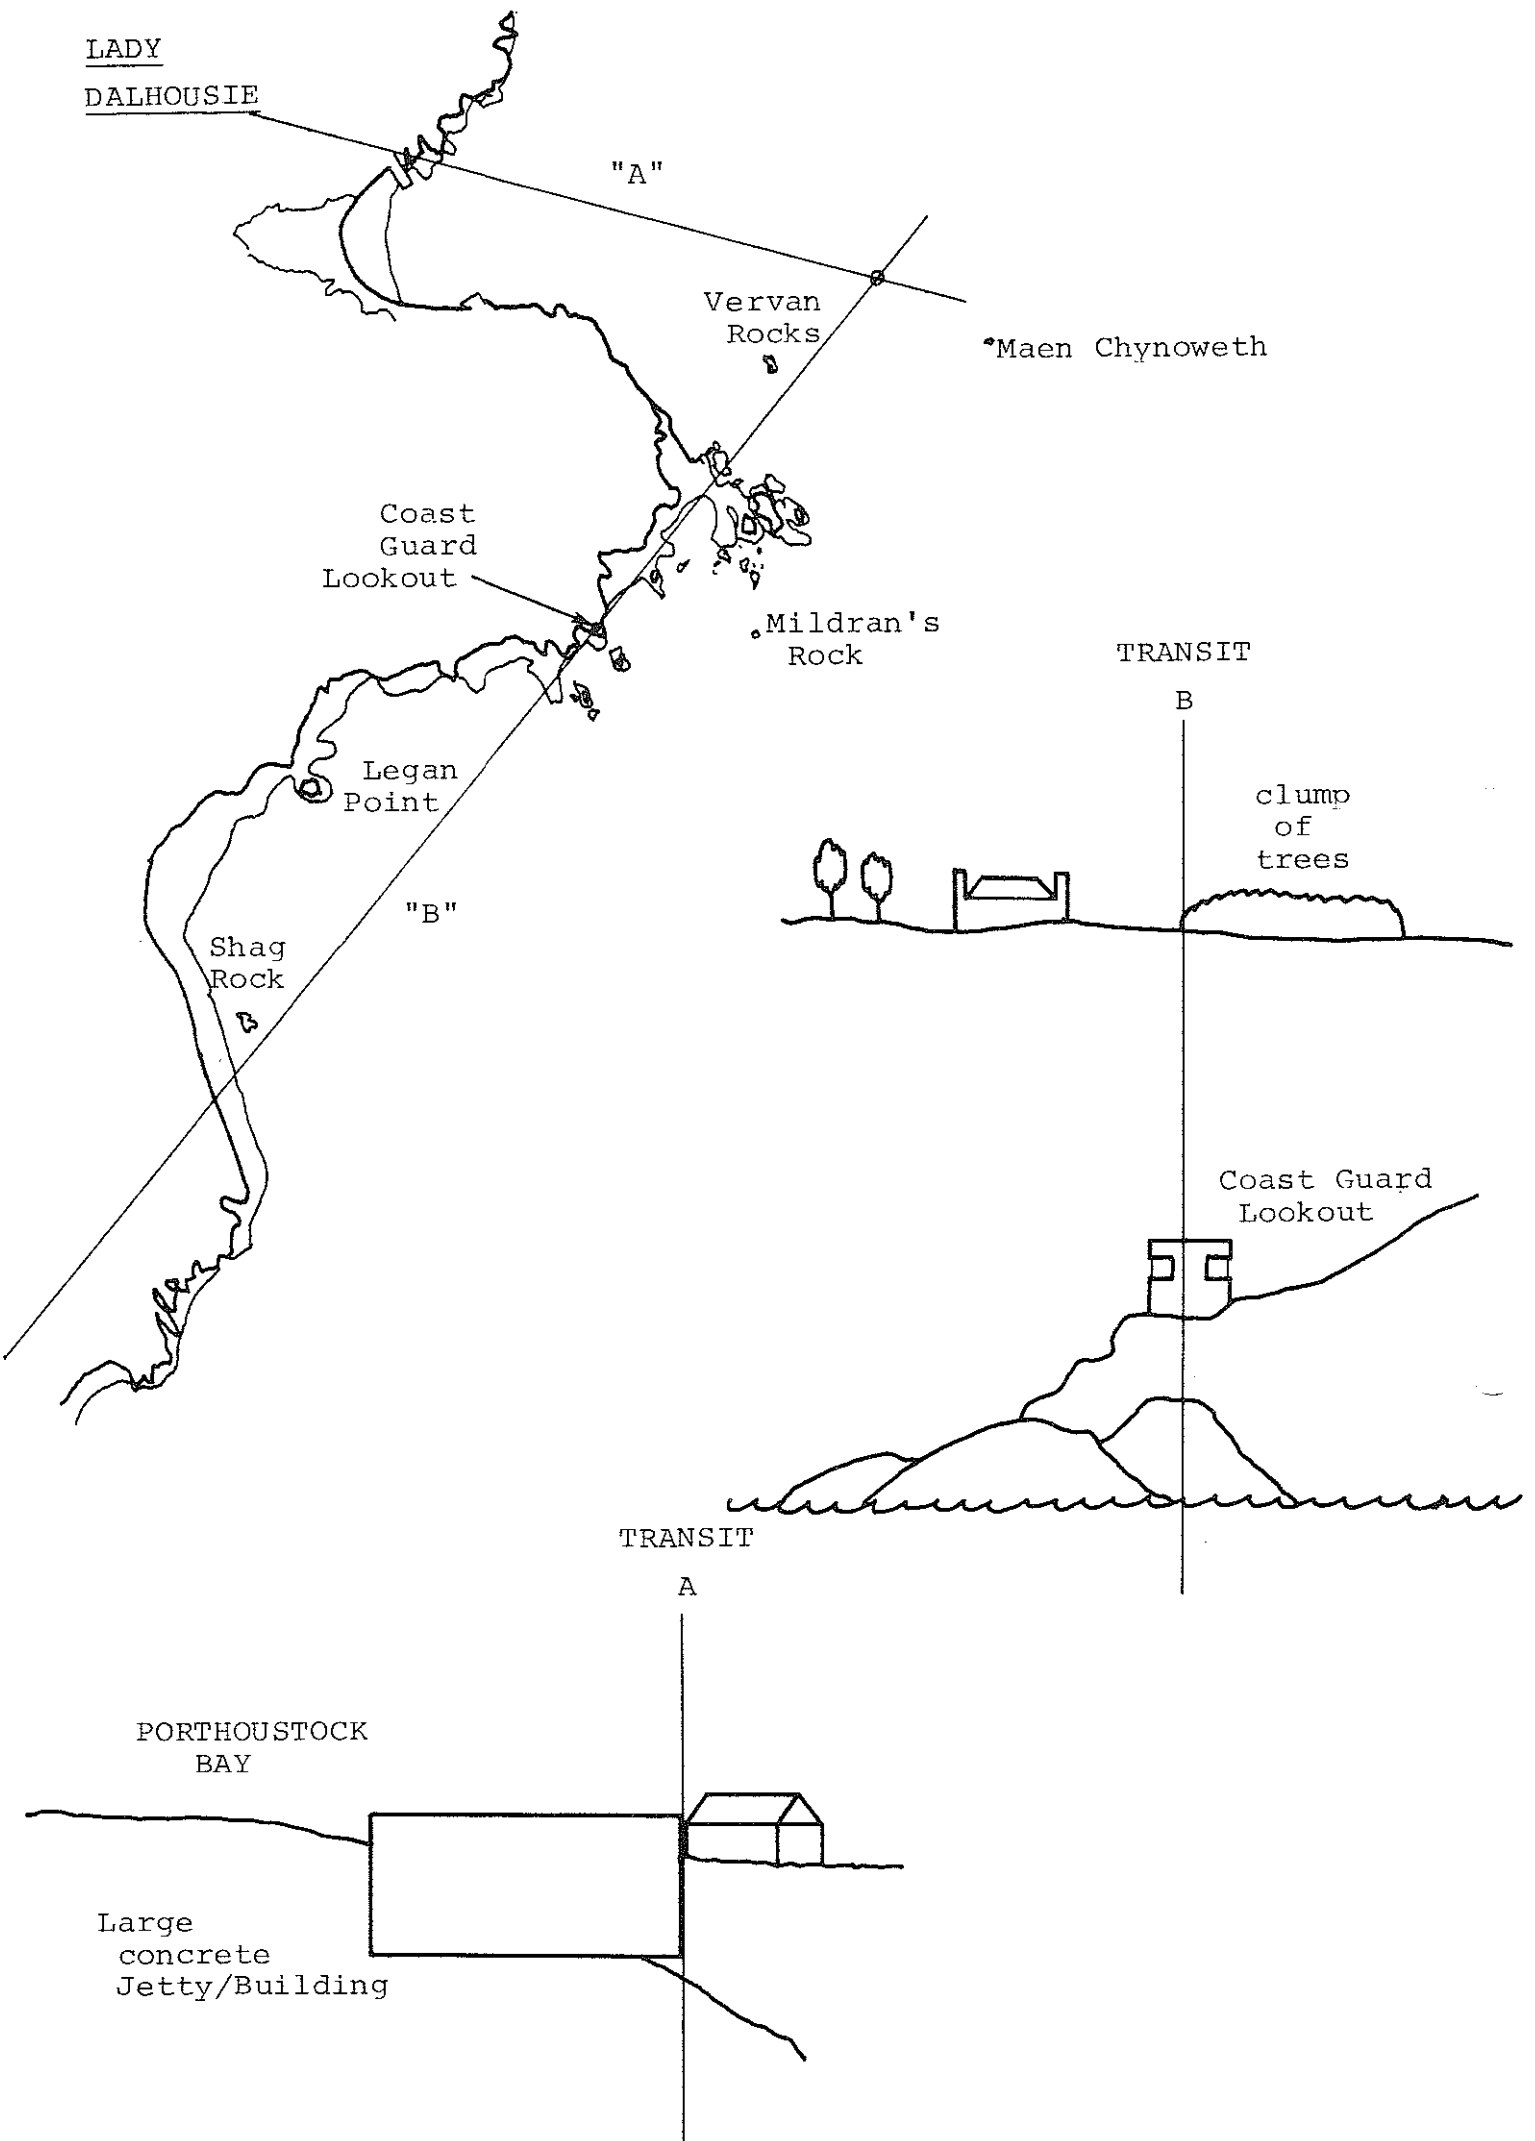 LADY
DALHOUSIE
"A"
Vervan
Rocks
Maen Chynoweth
Coast
Guard
Lookout
Mildran's
Rock
TRANSIT
B
Legan
Point
clump
of
trees
"B"
Shag
Rock
Coast Guard
Lookout
TRANSIT
A
PORTHOUSTOCK
BAY
Large
concrete
Jetty/Building